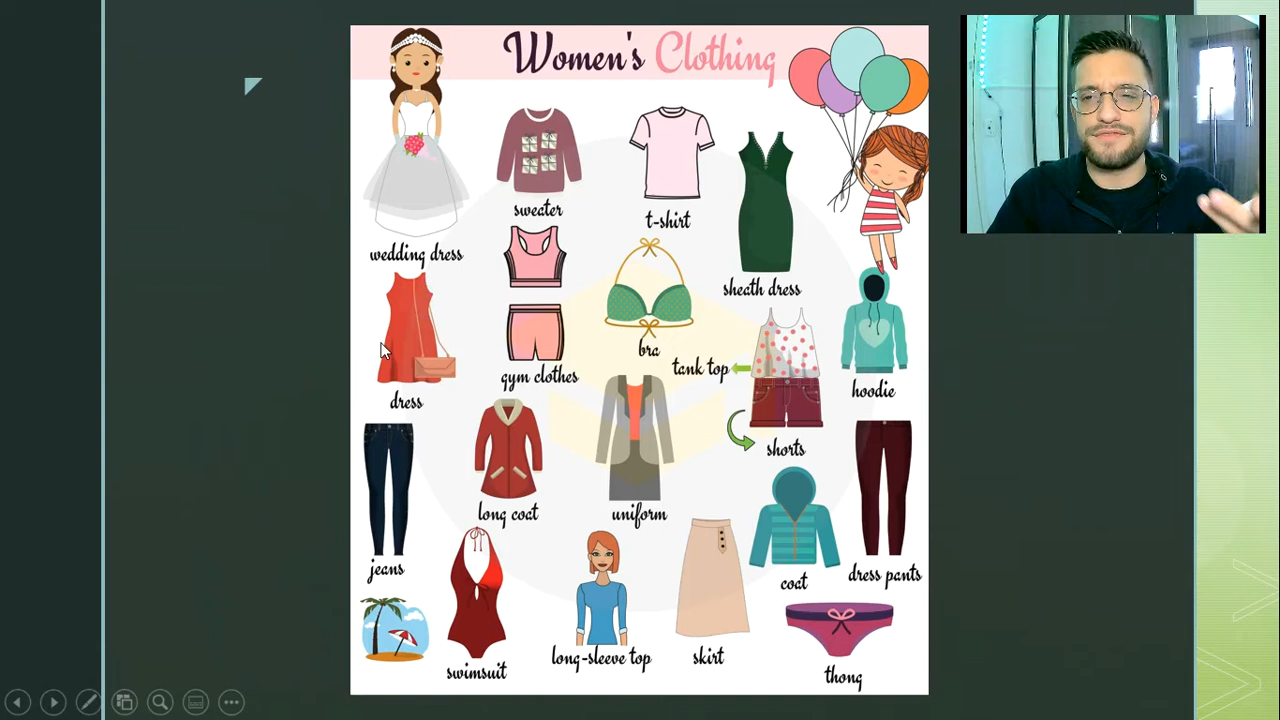 Women's Clothing
sweater
t-shirt
wedding dress
sheath dress
bra
tank top
gym clothes
hoodie
dress
shorts
long coat
uniform
jeans
coat
dress pants
long-sleeve top
skirt
swimsuit
thong